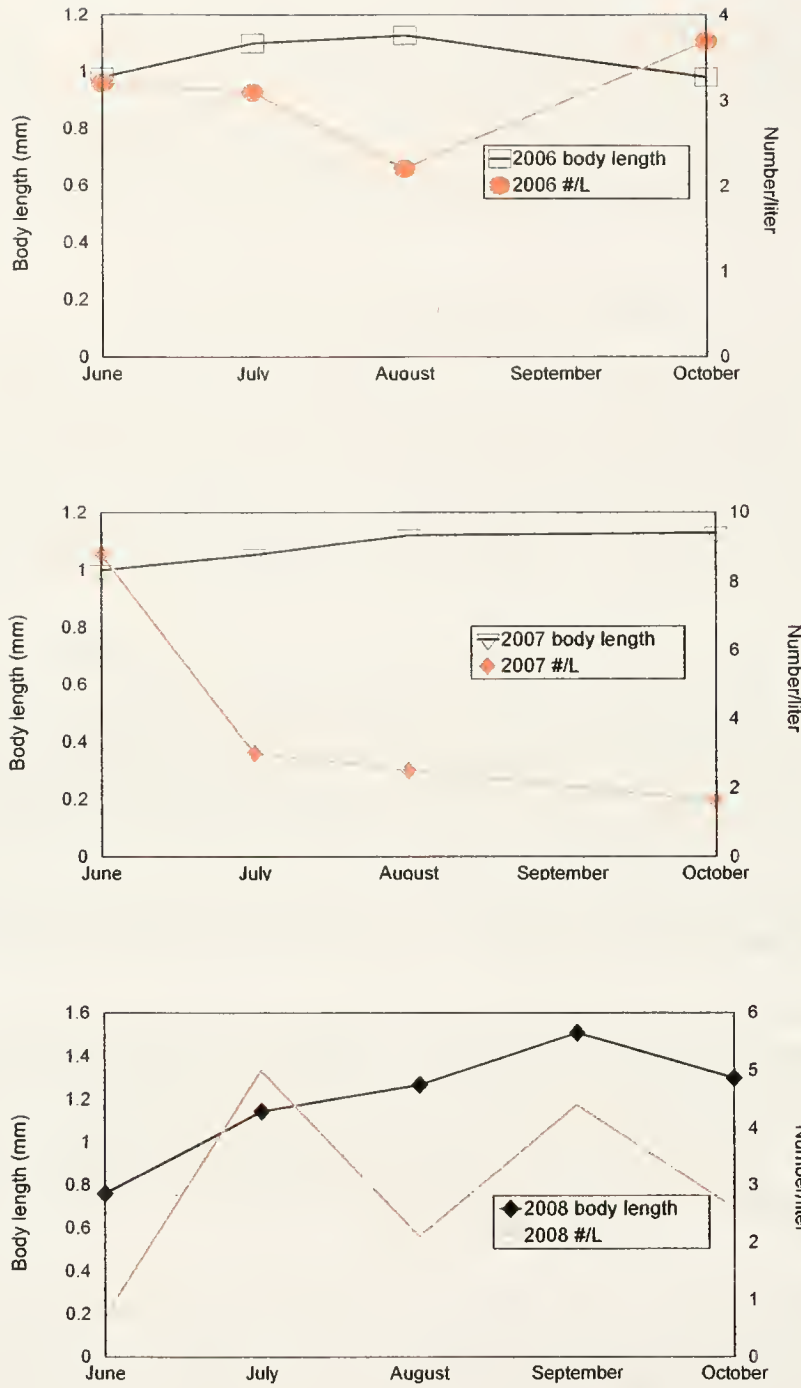 1.2
1
0.8
0.6
0.4
0.2
0
Body length (mm)
4
3
2
1
0
Number/liter
2006 body length
2006 #/L
June July August September October
1.2
1
0.8
0.6
0.4
0.2
0
Body length (mm)
10
8
6
4
2
0
Number/liter
2007 body length
2007 #/L
June July August September October
1.6
1.4
1.2
1
0.8
0.6
0.4
0.2
0
Body length (mm)
6
5
4
3
2
1
0
Number/liter
2008 body length
2008 #/L
June July August September October